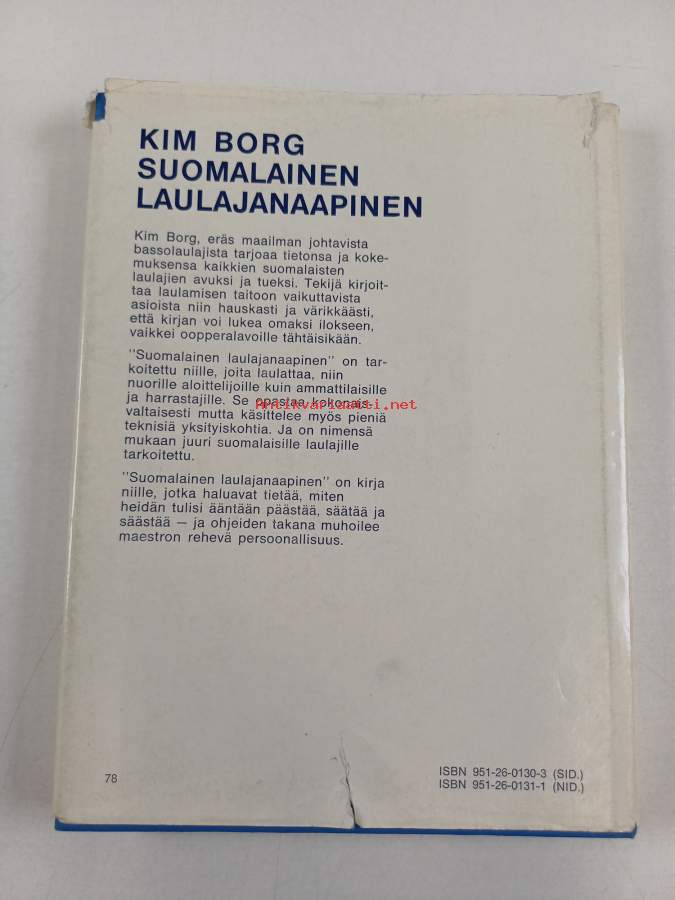 KIM BORG
SUOMALAINEN
LAULAJANAAPINEN
Kim Borg, eräs maailman johtavista
bassolaulajista tarjoaa tietonsa ja koke-
muksensa kaikkien suomalaisten
laulajien avuksi ja tueksi. Tekijä kirjoit-
taa laulamisen taitoon vaikuttavista
asioista niin hauskasti ja värikkäästi,
että kirjan voi lukea omaksi ilokseen,
vaikkei oopperalavoille tähtäisikään.
"Suomalainen laulajanaapinen" on tar-
koitettu niille, joita laulattaa, niin
nuorille aloittelijoille kuin ammattilaisille
ja harrastajille. Se opastaa kokonais-
Antikvariaatti.net
valtaisesti mutta käsittelee myös pieniä
teknisiä yksityiskohtia. Ja on nimensä
mukaan juuri suomalaisille laulajille
tarkoitettu.
"Suomalainen laulajanaapinen" on kirja
niille, jotka haluavat tietää, miten
heidän tulisi ääntään päästää, säätää ja
säästää — ja ohjeiden takana muhoilee
maestron rehevä persoonallisuus.
78
ISBN 951-26-0130-3 (SID.)
ISBN 951-26-0131-1 (NID.)